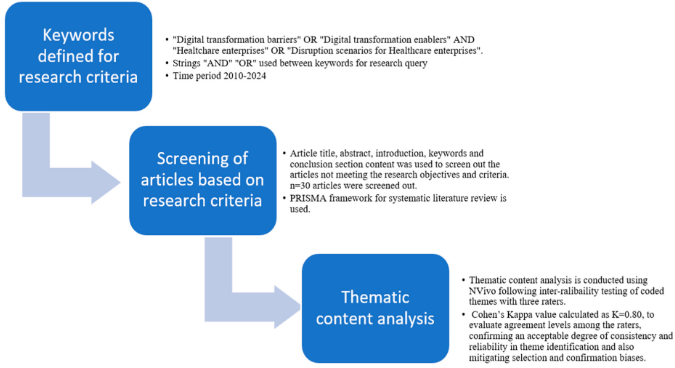 Keywords
defined for
research criteria
• "Digital transformation barriers" OR "Digital transformation enablers" AND
"Healtchare enterprises" OR "Disruption scenarios for Healthcare enterprises".
• Strings "AND" "OR" used between keywords for research query
• Time period 2010-2024
Screening of
articles based on
research criteria
• Article title, abstract, introduction, keywords and
conclusion section content was used to screen out the
articles not meeting the research objectives and criteria.
n=30 articles were screened out.
• PRISMA framework for systematic literature review is
used.
Thematic
content analysis
• Thematic content analysis is conducted using
NVivo following inter-ralibaility testing of coded
themes with three raters.
• Cohen's Kappa value calculated as K=0.80, to
evaluate agreement levels among the raters,
confirming an acceptable degree of consistency and
reliability in theme identification and also
mitigating selection and confirmation biases.